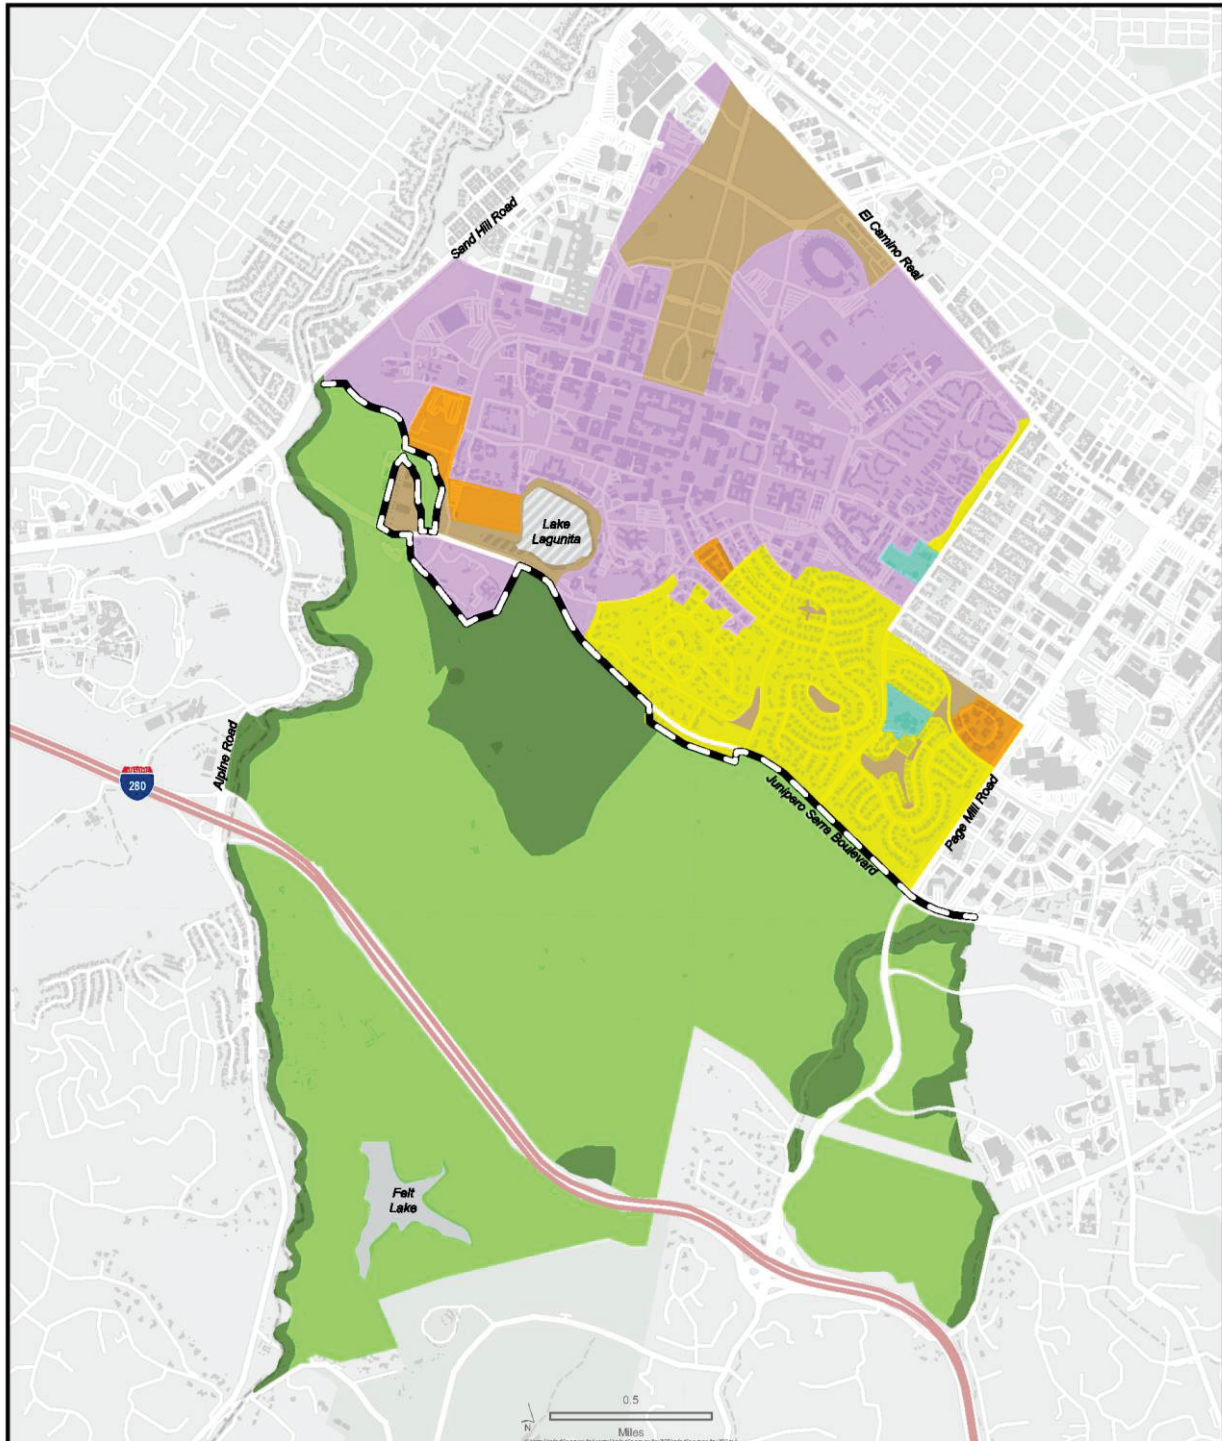 Sand Hill Road
El Camino Real
Lake
Lagunita
Alpine Road
280
Junipero Serra Boulevard
Page Mill Road
Felt
Lake
0.5
N
Miles